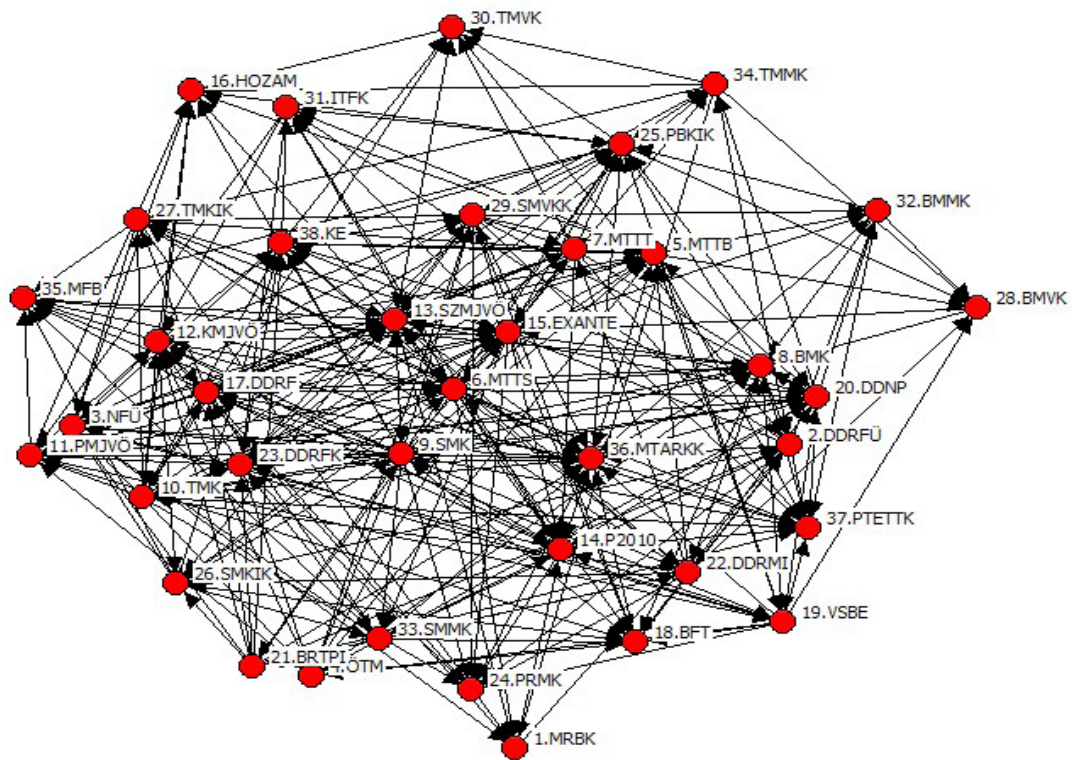 30.TMVK
34.TMMK
16.HOZAM
31.ITFK
25.PBKIK
32.BMMK
27.TMKIK
29.SMVKK
38.KE
7.MTTT
5.MTTB
35.MFB
28.BMVK
13.SZMJVÖ
15.EXANTE
12.KMJVÖ
8.BMK
17.DDRF
6.MTTS
20.DDNP
3.NFÜ
11.PMJVÖ
23.DDRFK
9.SMK
36.MTARKK
2.DDRFÜ
10.TMK
37.PTETTK
14.P2010
22.DDRMI
26.SMKIK
19.VSBE
33.SMMK
18.BFT
21.BRTPI
4.OTM
24.PRMK
1.MRBK